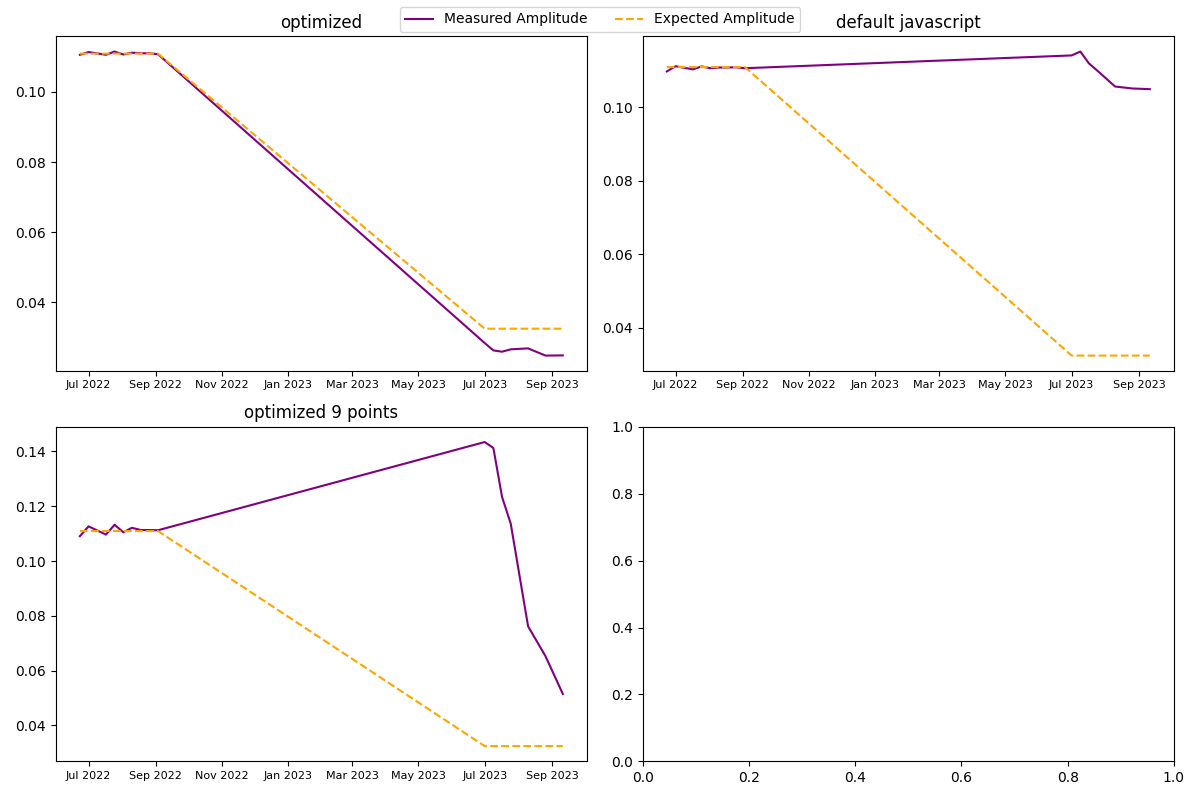 Measured Amplitude Expected Amplitude
optimized
0.10
0.08
0.06
0.04
Jul 2022 Sep 2022 Nov 2022 Jan 2023 Mar 2023 May 2023 Jul 2023 Sep 2023
default javascript
0.10
0.08
0.06
0.04
Jul 2022 Sep 2022 Nov 2022 Jan 2023 Mar 2023 May 2023 Jul 2023 Sep 2023
optimized 9 points
0.14
0.12
0.10
0.08
0.06
0.04
Jul 2022 Sep 2022 Nov 2022 Jan 2023 Mar 2023 May 2023 Jul 2023 Sep 2023
1.0
0.8
0.6
0.4
0.2
0.0
0.0 0.2 0.4 0.6 0.8 1.0